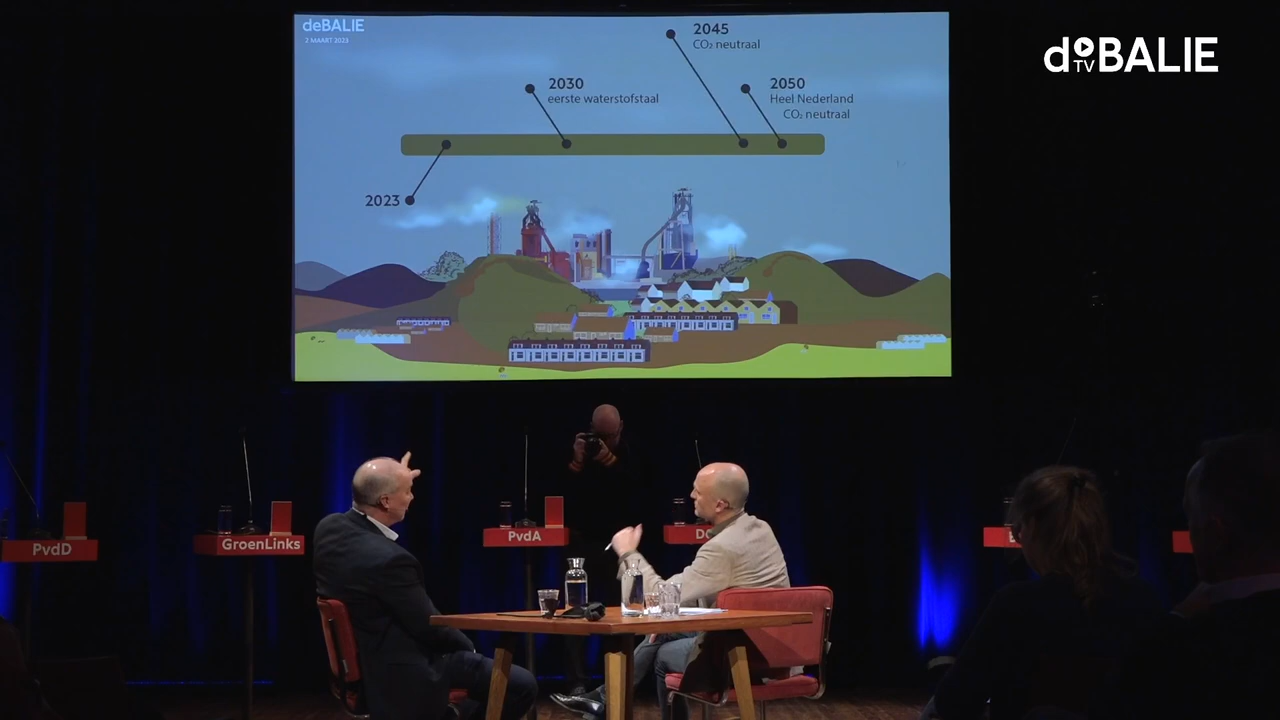 deBALIE
2 MAART 2023
2045
CO₂ neutraal
2030
eerste waterstofstaal
2050
Heel Nederland
CO₂ neutraal
2023
doBALIE
TV
PvdD
GroenLinks
PvdA